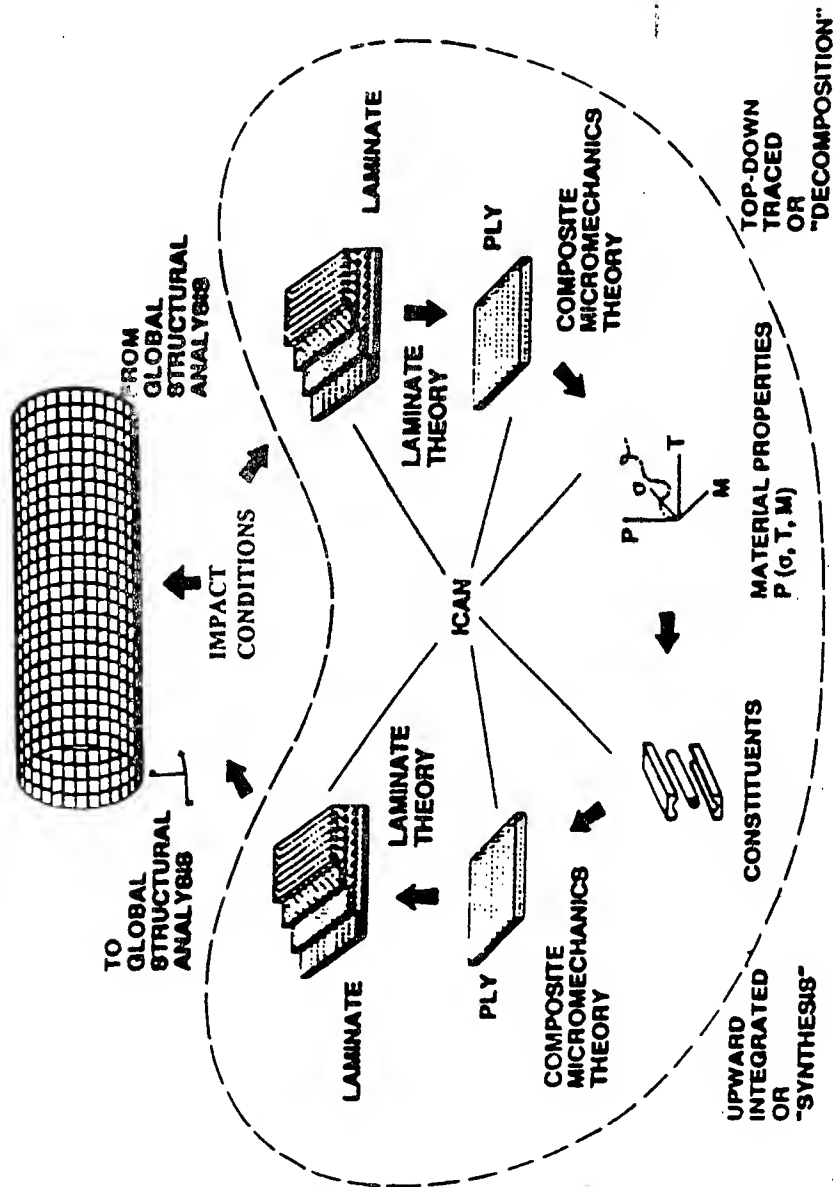 TO
GLOBAL
STRUCTURAL
ANALYSIS
IMPACT
CONDITIONS
FROM
GLOBAL
STRUCTURAL
ANALYSIS
LAMINATE
LAMINATE
THEORY
LAMINATE
THEORY
LAMINATE
PLY
ICAN
PLY
COMPOSITE
MICROMECHANICS
THEORY
COMPOSITE
MICROMECHANICS
THEORY
P
σ
T
M
CONSTITUENTS
MATERIAL PROPERTIES
P (σ, T, M)
UPWARD
INTEGRATED
OR
"SYNTHESIS"
TOP-DOWN
TRACED
OR
"DECOMPOSITION"